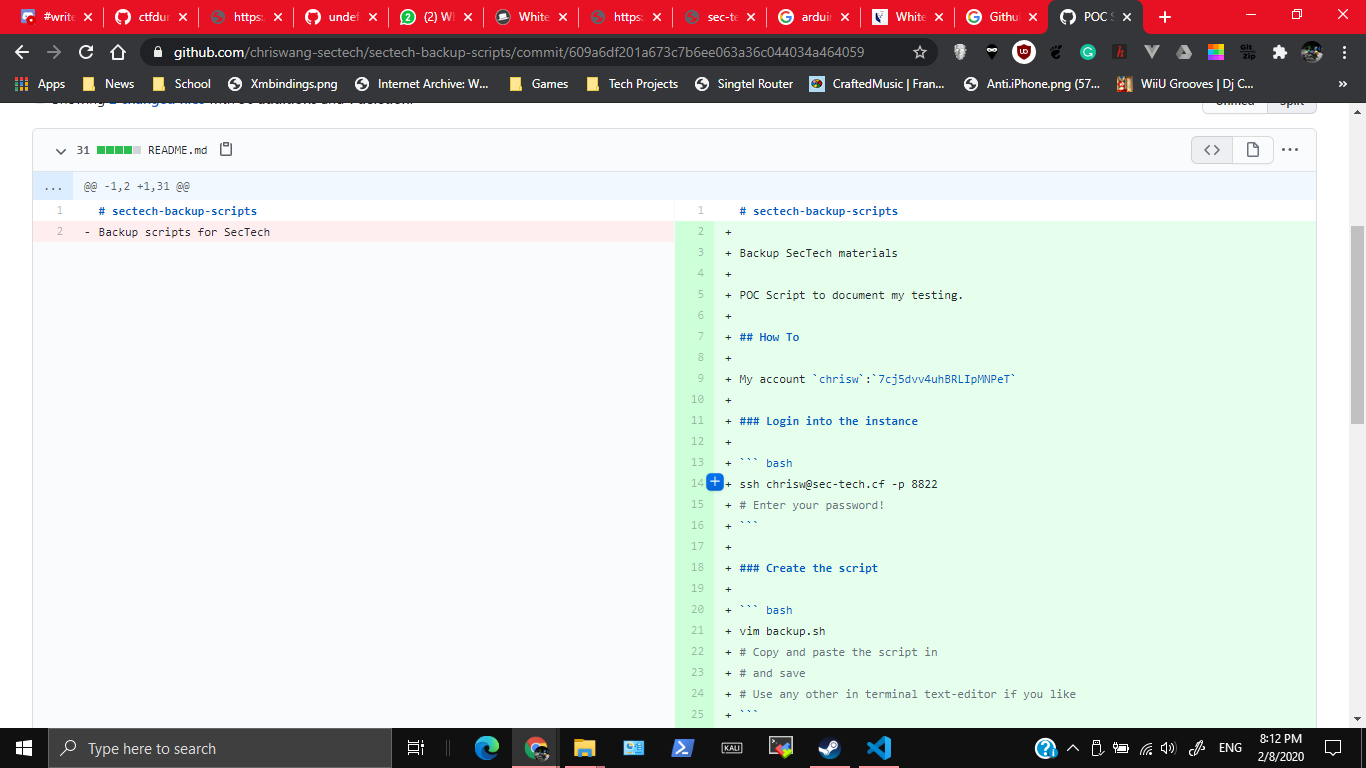 #write
ctfdur
https:
undef
(2) W
White
https:
sec-te
arduin
White
Githu
POC S
github.com/chriswang-sectech/sectech-backup-scripts/commit/609a6df201a673c7b6ee063a36c044034a464059
Apps News School Xmbindings.png Internet Archive: W... Games Tech Projects Singtel Router CraftedMusic | Fran... Anti.iPhone.png (57... WiiU Grooves | Dj C... »
31 README.md
... @@ -1,2 +1,31 @@
1 # sectech-backup-scripts
2 - Backup scripts for SecTech
1 # sectech-backup-scripts
2 +
3 + Backup SecTech materials
4 +
5 + POC Script to document my testing.
6 +
7 + ## How To
8 +
9 + My account `chrisw`:`7cj5dvv4uhBRLIpMNPeT`
10 +
11 + ### Login into the instance
12 +
13 + ``` bash
14 + ssh chrisw@sec-tech.cf -p 8822
15 + # Enter your password!
16 + ```
17 +
18 + ### Create the script
19 +
20 + ``` bash
21 + vim backup.sh
22 + # Copy and paste the script in
23 + # and save
24 + # Use any other in terminal text-editor if you like
25 + ```
Type here to search
KALI
ENG
8:12 PM
2/8/2020